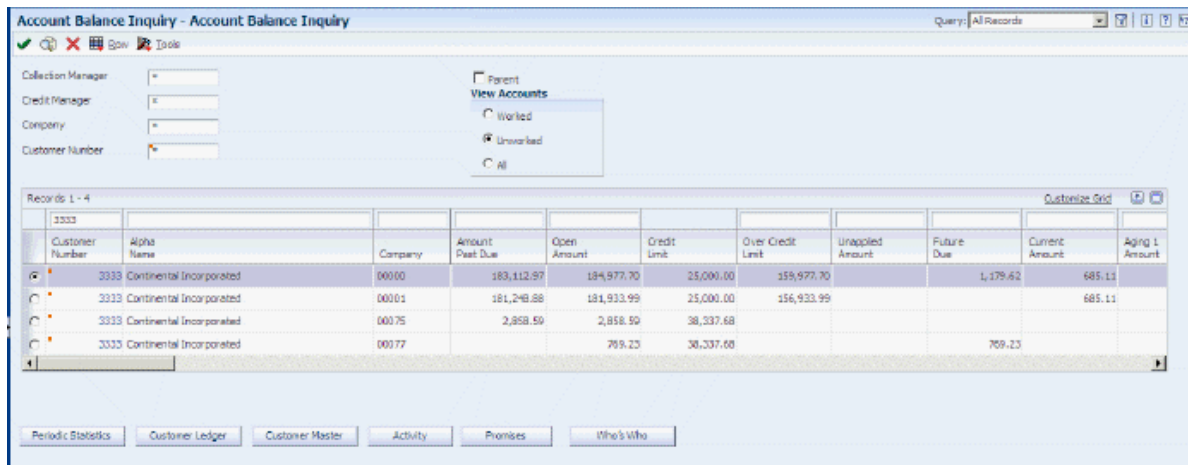 Account Balance Inquiry - Account Balance Inquiry
Query: All Records
Row Tools
Collection Manager *
Credit Manager *
Company *
Customer Number *
Parent
View Accounts
Worked
Unworked
All
Records 1 - 4
Customize Grid
3333
Customer Number Alpha Name Company Amount Past Due Open Amount Credit Limit Over Credit Limit Unapplied Amount Future Due Current Amount Aging 1 Amount
3333 Continental Incorporated 00000 183,112.97 184,977.70 25,000.00 159,977.70 1,179.62 685.11
3333 Continental Incorporated 00001 181,248.88 181,933.99 25,000.00 156,933.99 685.11
3333 Continental Incorporated 00075 2,858.59 2,858.59 38,337.68
3333 Continental Incorporated 00077 769.23 38,337.68 769.23
Periodic Statistics Customer Ledger Customer Master Activity Promises Who's Who